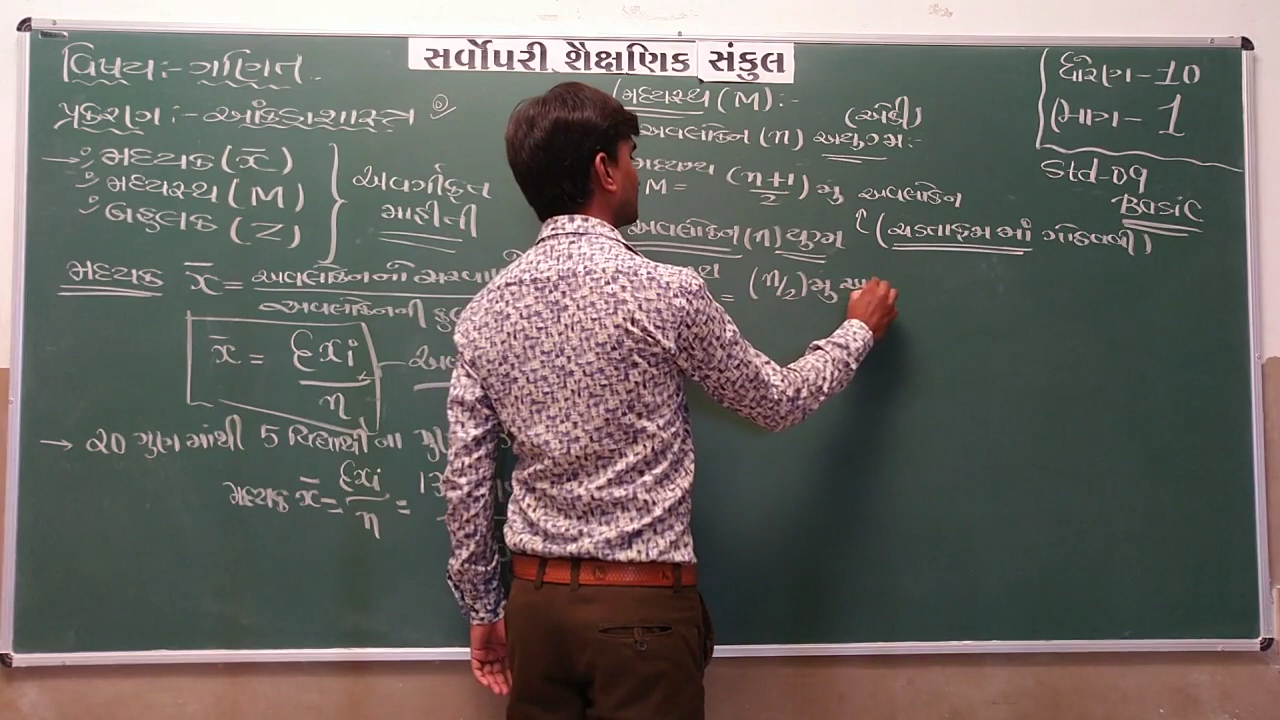 સર્વોપરી શૈક્ષણિક સંકુલ
વિષય:- ગણિત
પ્રકરણ:- આંકડાશાસ્ત્ર
→ મધ્યક (x̄)
મધ્યસ્થ (M)
બહુલક (Z)
અવર્ગીકૃત
માહીતી
મધ્યક x̄ = અવલોકનનો સરવા
અવલોકનની કુ
x̄ = Σxi
n
→ 20 ગુણમાંથી 5 વિદ્યાર્થીના ગુ
મધ્યક x̄ = Σxi
n =
મધ્યસ્થ (M):-
(એકી)
અવલોકન (n) અયુગ્મ:-
મધ્યસ્થ
M = (n+1
2) મું અવલોકન
અવલોકન (n) યુગ્મ (ચડતાક્રમમાં ગોઠવવી)
= (n/2) મું અ
ધોરણ - 10
ભાગ - 1
Std-09
Basic